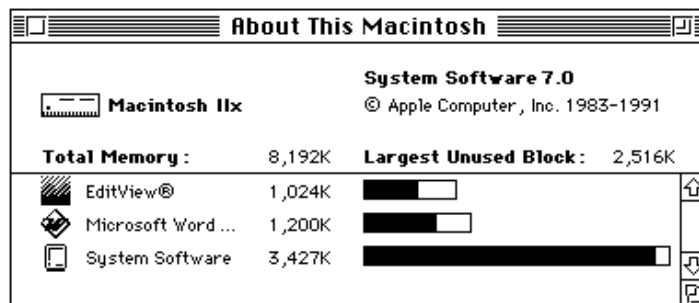 About This Macintosh
System Software 7.0
Macintosh IIx
© Apple Computer, Inc. 1983-1991
Total Memory : 8,192K Largest Unused Block : 2,516K
EditView® 1,024K
Microsoft Word ... 1,200K
System Software 3,427K